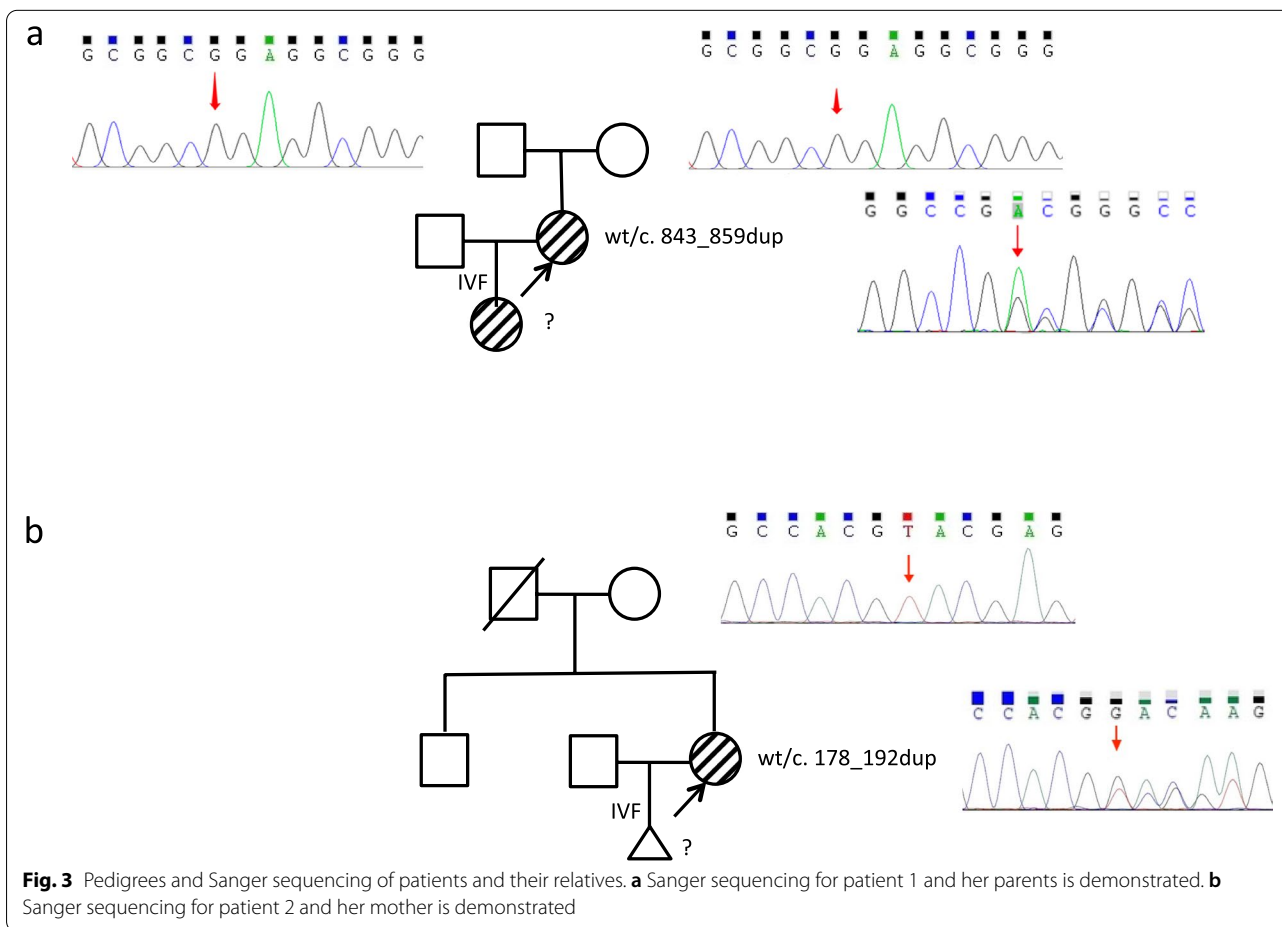 a
G C G G C G G A G G C G G G
G C G G C G G A G G C G G G
G G C C G A C G G G C C
wt/c. 843_859dup
IVF
?
b
G C C A C G T A C G A G
C C A C G G A C A A G
wt/c. 178_192dup
IVF
?
Fig. 3 Pedigrees and Sanger sequencing of patients and their relatives. a Sanger sequencing for patient 1 and her parents is demonstrated. b
Sanger sequencing for patient 2 and her mother is demonstrated